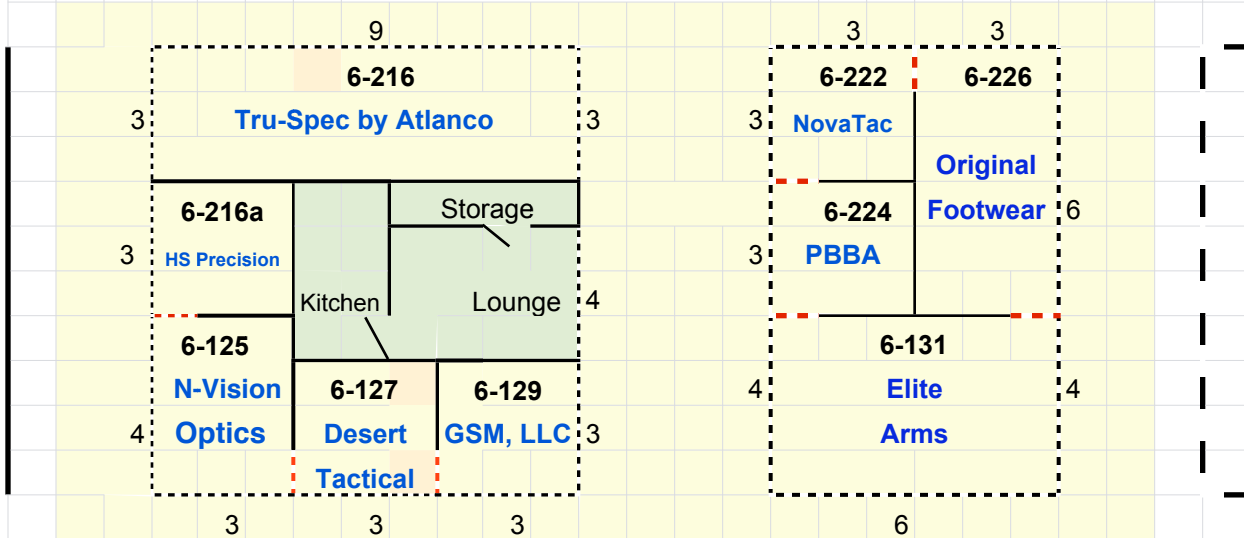 9
3
3
6-216
6-222
6-226
3
Tru-Spec by Atlanco
3
3
NovaTac
Original
6-216a
Storage
6-224
Footwear
6
3
HS Precision
3
PBBA
Kitchen
Lounge
4
6-125
6-131
N-Vision
6-127
6-129
4
Elite
4
4
Optics
Desert
GSM, LLC
3
Arms
Tactical
3
3
3
6